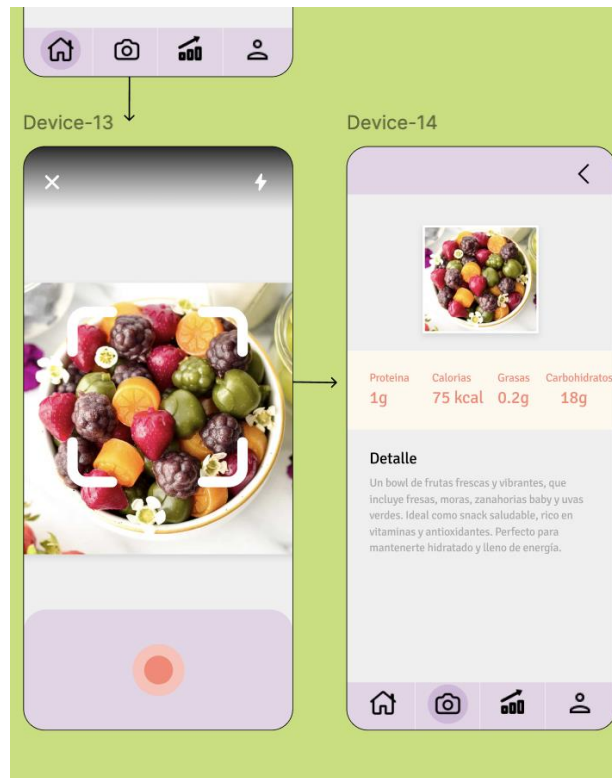 Device-13
Device-14
Proteina Calorias Grasas Carbohidratos
1g 75 kcal 0.2g 18g
Detalle
Un bowl de frutas frescas y vibrantes, que
incluye fresas, moras, zanahorias baby y uvas
verdes. Ideal como snack saludable, rico en
vitaminas y antioxidantes. Perfecto para
mantenerte hidratado y lleno de energía.